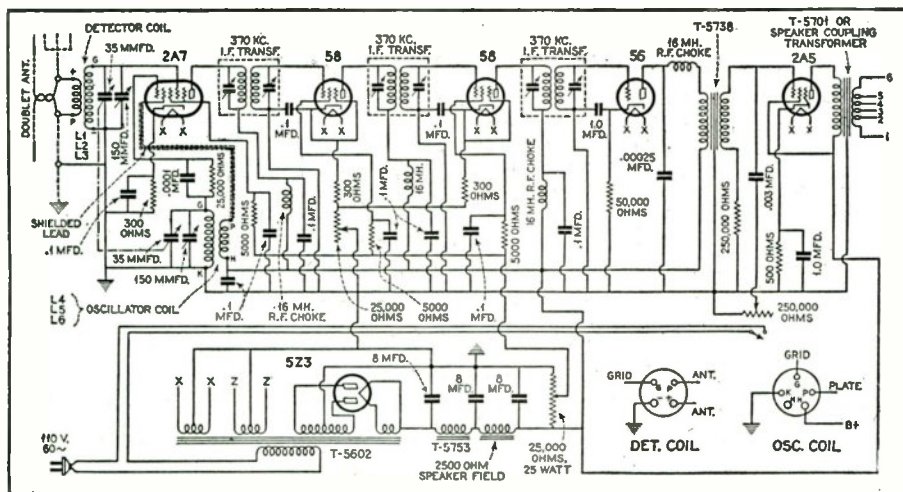 DETECTOR COIL
35 MMFD.
2A7
370 KC.
I.F. TRANSF.
58
370 KC.
I.F. TRANSF.
58
370 KC.
I.F. TRANSF.
56
16 MH.
R.F. CHOKE
T-5738
T-5701 OR
SPEAKER COUPLING
TRANSFORMER
2A5
DOUBLET ANT.
G
P
X X
.1
MFD.
X X
.1
MFD.
X X
1.0
MFD.
X X
X X
6
5
4
3
2
1
L1
L2
L3
150
MMFD.
.0001
MFD.
25,000
OHMS
SHIELDED
LEAD
.1 MFD.
300
OHMS
G
K
H
35 MMFD.
150 MMFD.
5000 OHMS
.1 MFD.
300
OHMS
.1 MFD.
16 MH.
300
OHMS
5000 OHMS
16 MH. R.F. CHOKE
.1 MFD.
.00025
MFD.
50,000
OHMS
250,000
OHMS
.003 MFD.
500 OHMS
1.0 MFD.
L4
L5
L6
OSCILLATOR COIL
.1
MFD.
16 MH.
R.F. CHOKE
25,000
OHMS
5000
OHMS
.1
MFD.
250,000
OHMS
5Z3
8 MFD.
X X Z Z
8
MFD.
8
MFD.
110 V.
60~
T-5602
T-5753
2500 OHM
SPEAKER FIELD
25,000
OHMS,
25 WATT
GRID
G P
ANT.
ANT.
DET. COIL
GRID
G
K P
H H
PLATE
B+
OSC. COIL